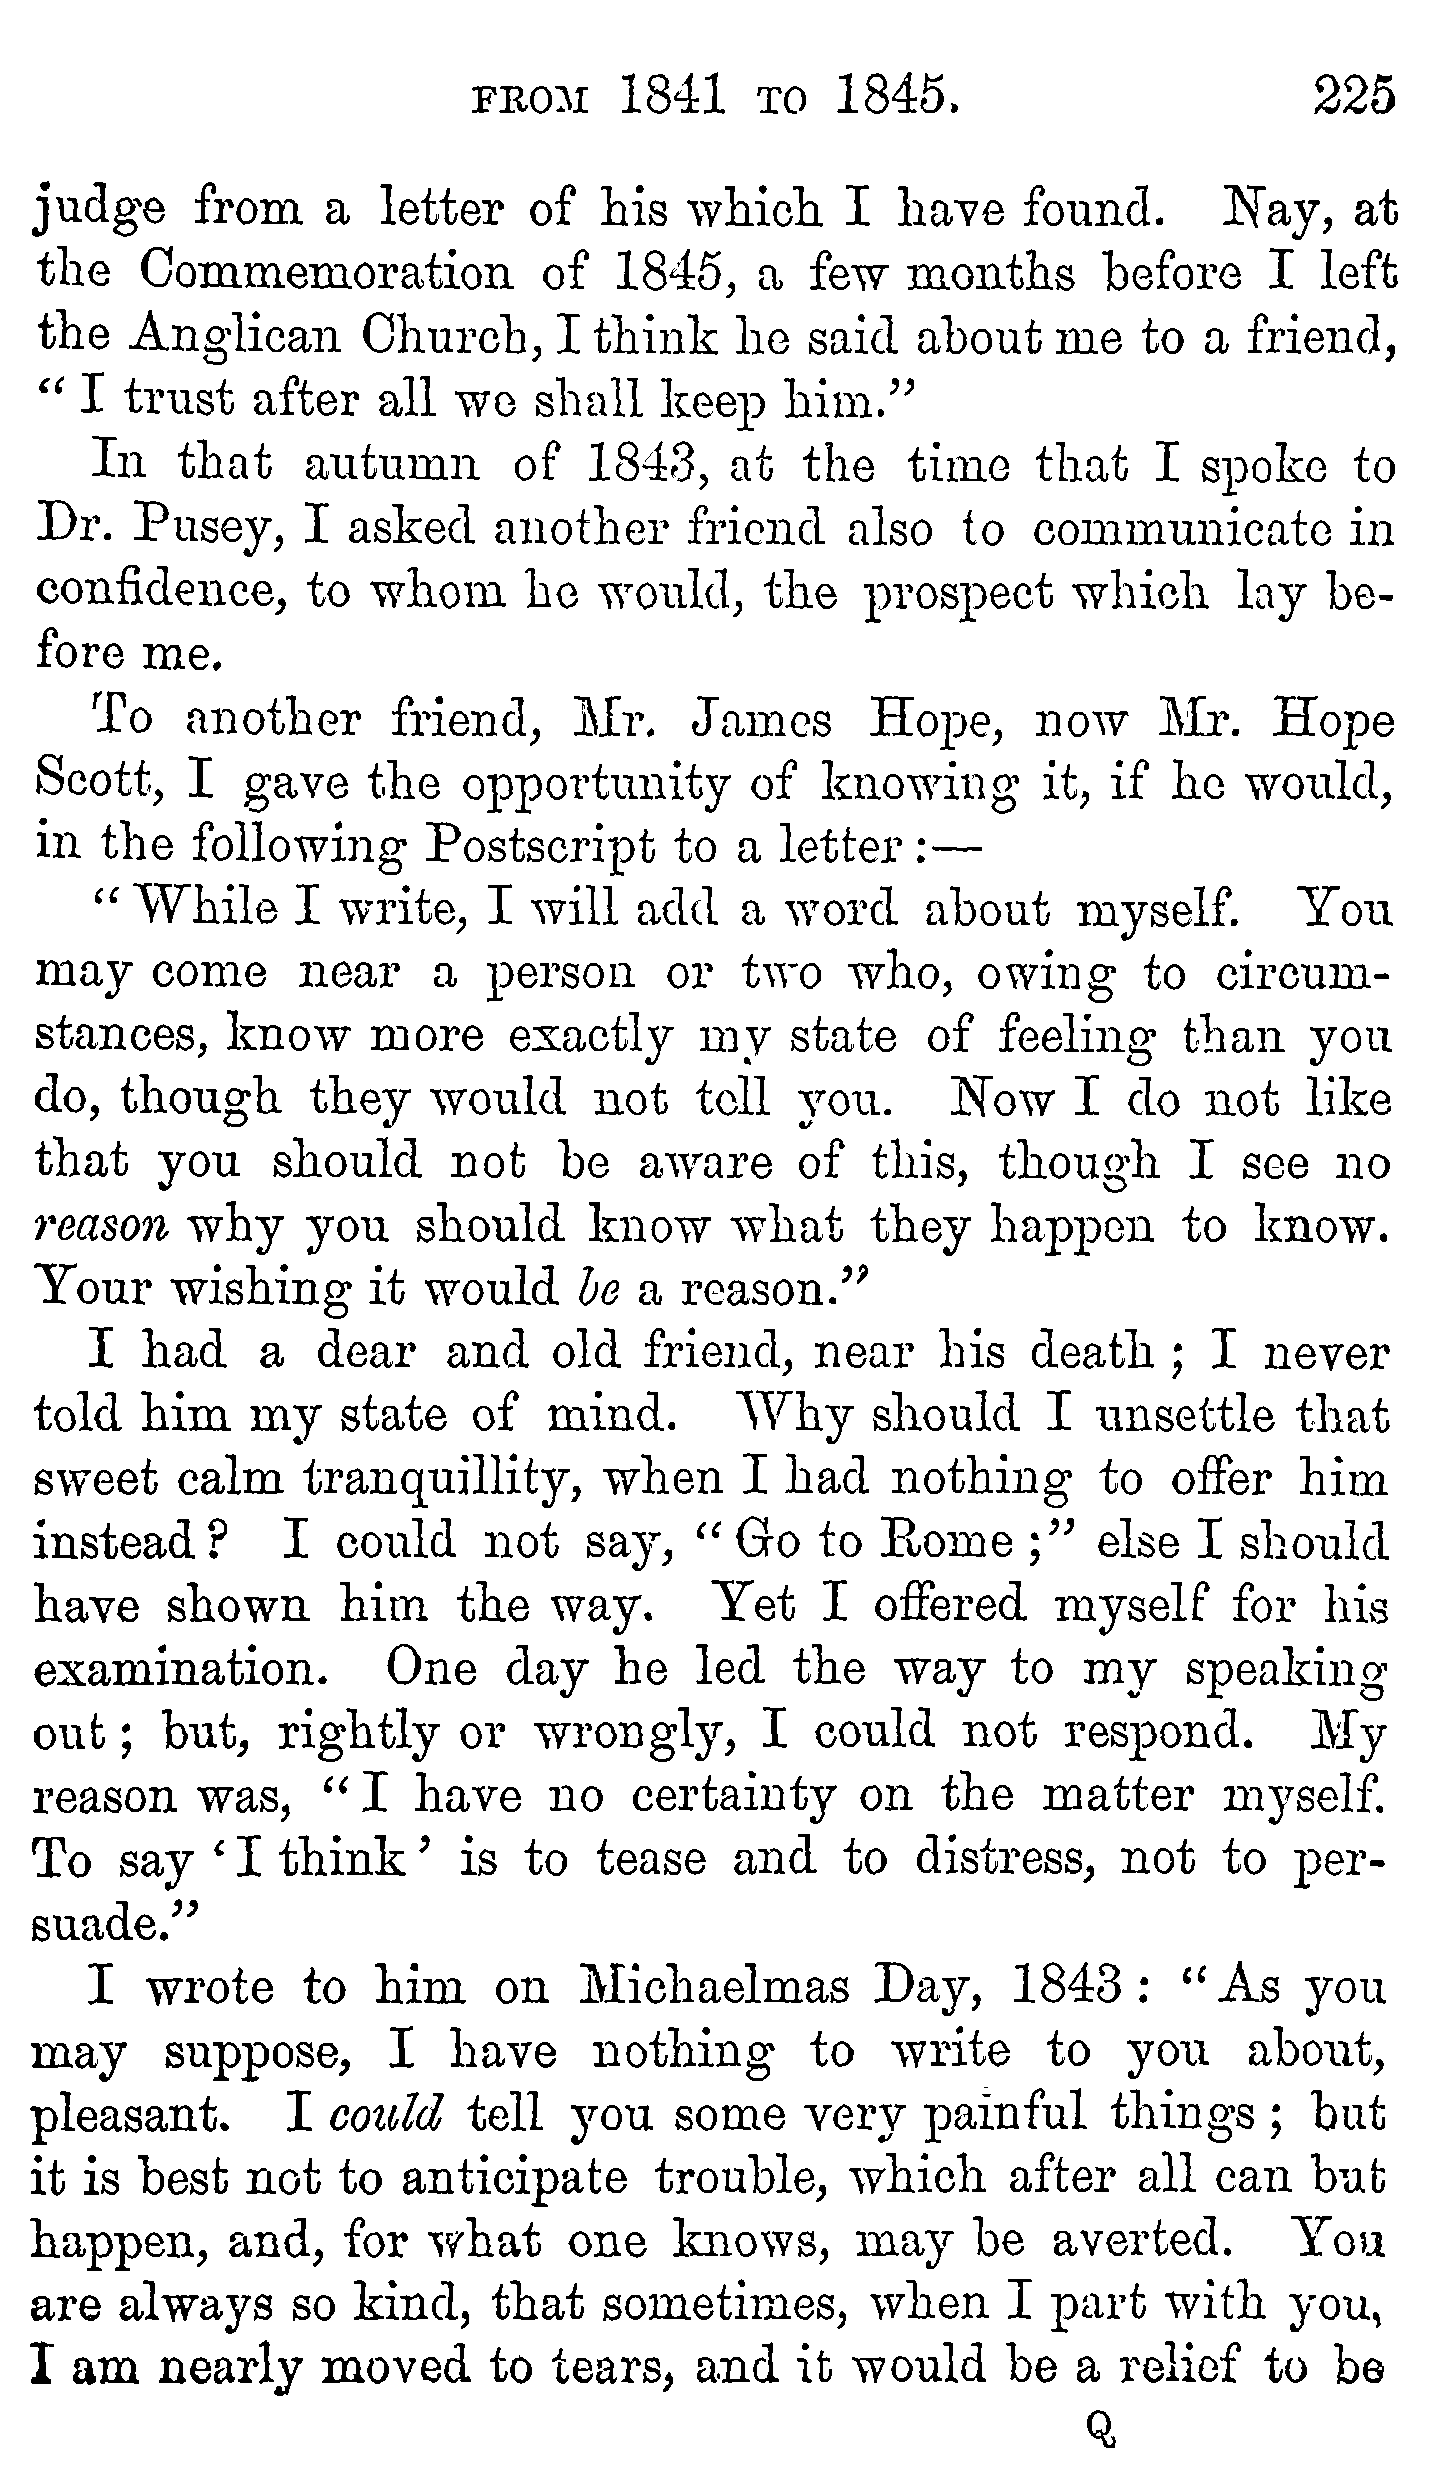 FROM 1841 TO 1845. 225
judge from a letter of his which I have found. Nay, at
the Commemoration of 1845, a few months before I left
the Anglican Church, I think he said about me to a friend,
“I trust after all we shall keep him.”
In that autumn of 1843, at the time that I spoke to
Dr. Pusey, I asked another friend also to communicate in
confidence, to whom he would, the prospect which lay be-
fore me.
To another friend, Mr. James Hope, now Mr. Hope
Scott, I gave the opportunity of knowing it, if he would,
in the following Postscript to a letter:—
“While I write, I will add a word about myself. You
may come near a person or two who, owing to circum-
stances, know more exactly my state of feeling than you
do, though they would not tell you. Now I do not like
that you should not be aware of this, though I see no
reason why you should know what they happen to know.
Your wishing it would be a reason.”
I had a dear and old friend, near his death; I never
told him my state of mind. Why should I unsettle that
sweet calm tranquillity, when I had nothing to offer him
instead? I could not say, “Go to Rome;” else I should
have shown him the way. Yet I offered myself for his
examination. One day he led the way to my speaking
out; but, rightly or wrongly, I could not respond. My
reason was, “I have no certainty on the matter myself.
To say ‘I think’ is to tease and to distress, not to per-
suade.”
I wrote to him on Michaelmas Day, 1843: “As you
may suppose, I have nothing to write to you about,
pleasant. I could tell you some very painful things; but
it is best not to anticipate trouble, which after all can but
happen, and, for what one knows, may be averted. You
are always so kind, that sometimes, when I part with you,
I am nearly moved to tears, and it would be a relief to be
Q